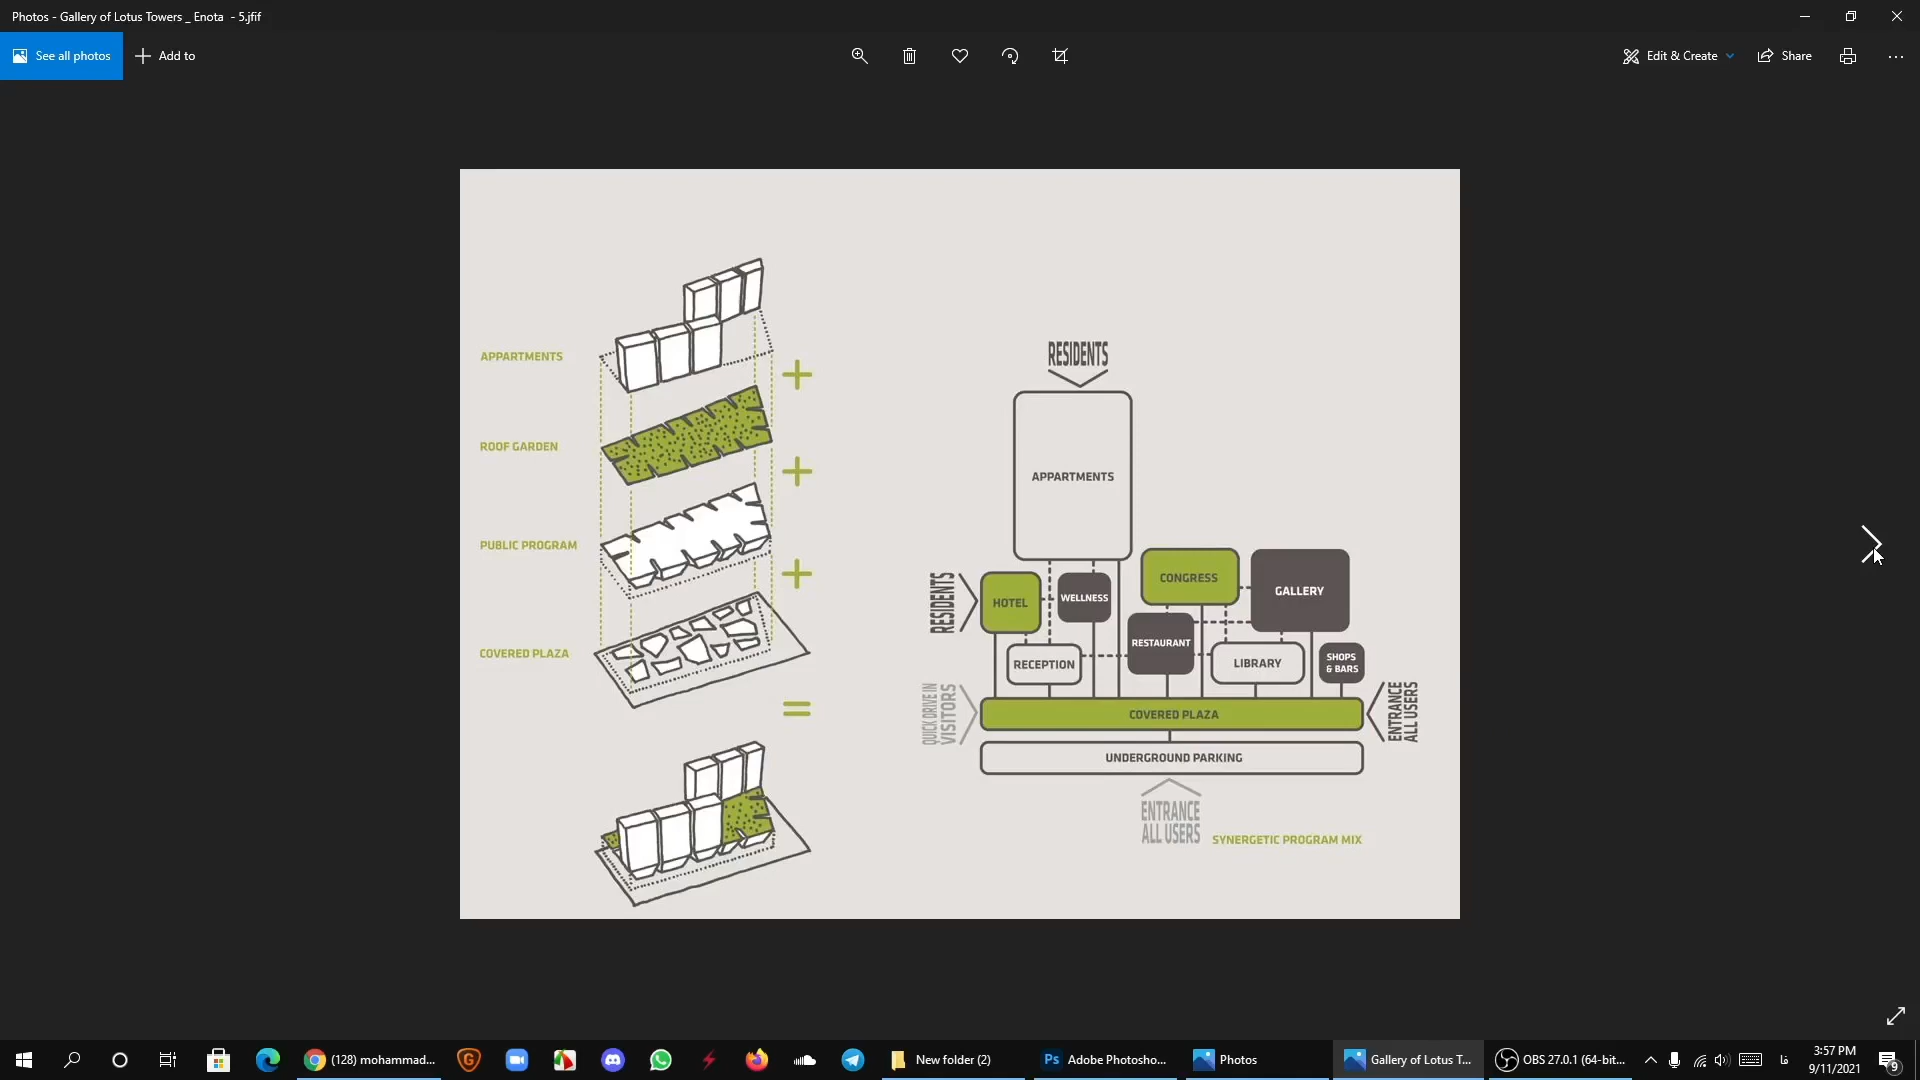 Photos - Gallery of Lotus Towers _ Enota  - 5.jfif
See all photos
Add to
Edit & Create
Share
APPARTMENTS
ROOF GARDEN
PUBLIC PROGRAM
COVERED PLAZA
RESIDENTS
APPARTMENTS
RESIDENTS
HOTEL
WELLNESS
CONGRESS
GALLERY
RECEPTION
RESTAURANT
LIBRARY
SHOPS
& BARS
QUICK DRIVE IN
VISITORS
COVERED PLAZA
ENTRANCE
ALL USERS
UNDERGROUND PARKING
ENTRANCE
ALL USERS
SYNERGETIC PROGRAM MIX
(128) mohammad...
New folder (2)
Ps
Adobe Photosho...
Photos
Gallery of Lotus T...
OBS 27.0.1 (64-bit...
فا
3:57 PM
9/11/2021
9